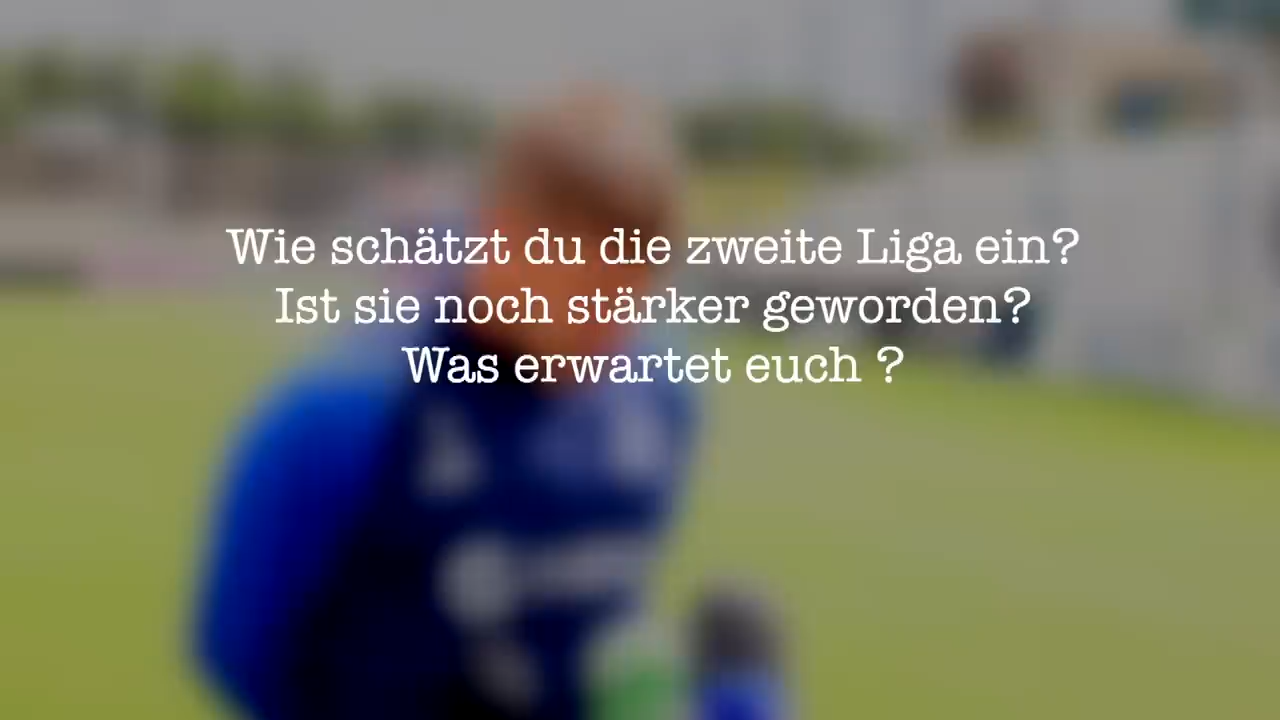 Wie schätzt du die zweite Liga ein?
Ist sie noch stärker geworden?
Was erwartet euch ?